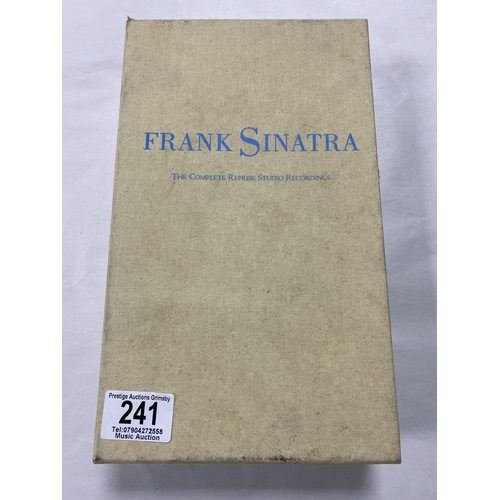 FRANK SINATRA
THE COMPLETE REPRISE STUDIO RECORDINGS
Prestige Auctions Grimsby
241
Tel:07904272558
Music Auction